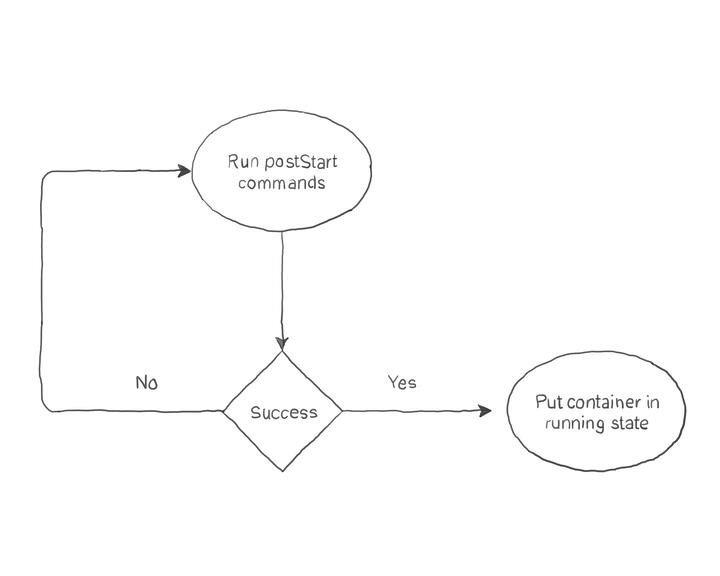 Run postStart
commands
No
Yes
Success
Put container in
running state